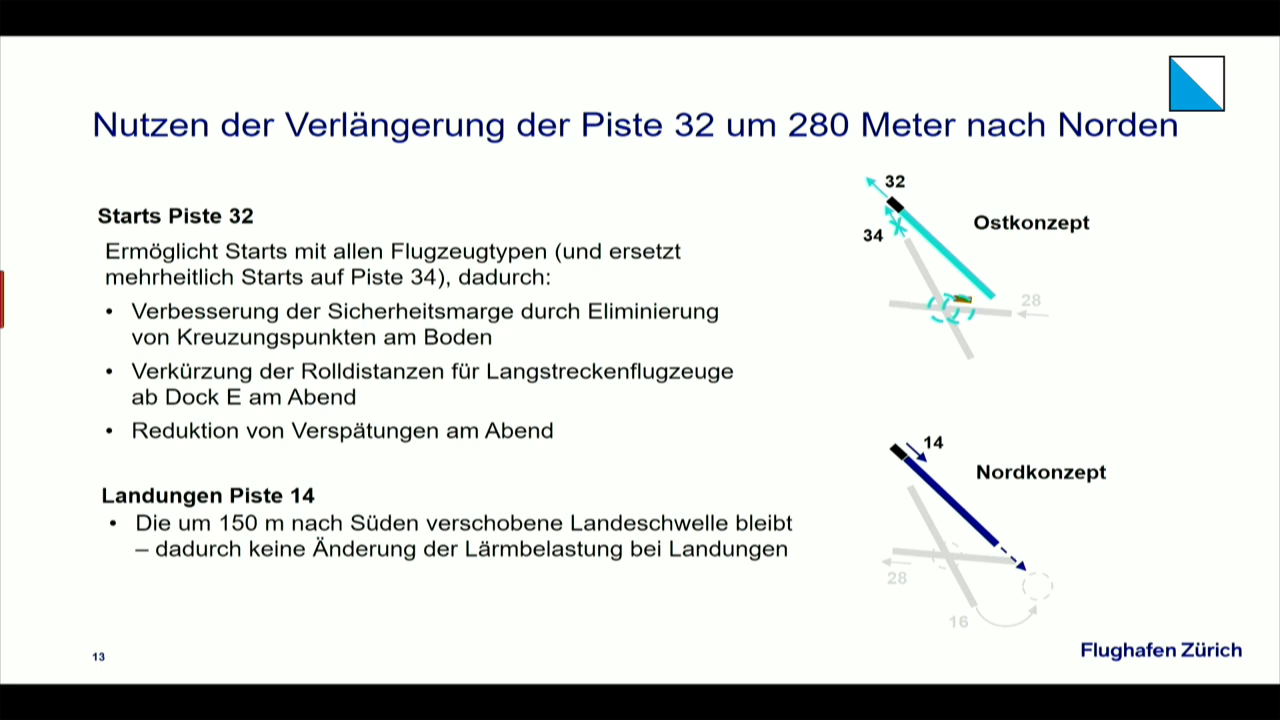 Nutzen der Verlängerung der Piste 32 um 280 Meter nach Norden
Starts Piste 32
Ermöglicht Starts mit allen Flugzeugtypen (und ersetzt
mehrheitlich Starts auf Piste 34), dadurch:
• Verbesserung der Sicherheitsmarge durch Eliminierung
von Kreuzungspunkten am Boden
• Verkürzung der Rolldistanzen für Langstreckenflugzeuge
ab Dock E am Abend
• Reduktion von Verspätungen am Abend
Landungen Piste 14
• Die um 150 m nach Süden verschobene Landeschwelle bleibt
– dadurch keine Änderung der Lärmbelastung bei Landungen
32
34
Ostkonzept
28
14
Nordkonzept
28
16
13
Flughafen Zürich